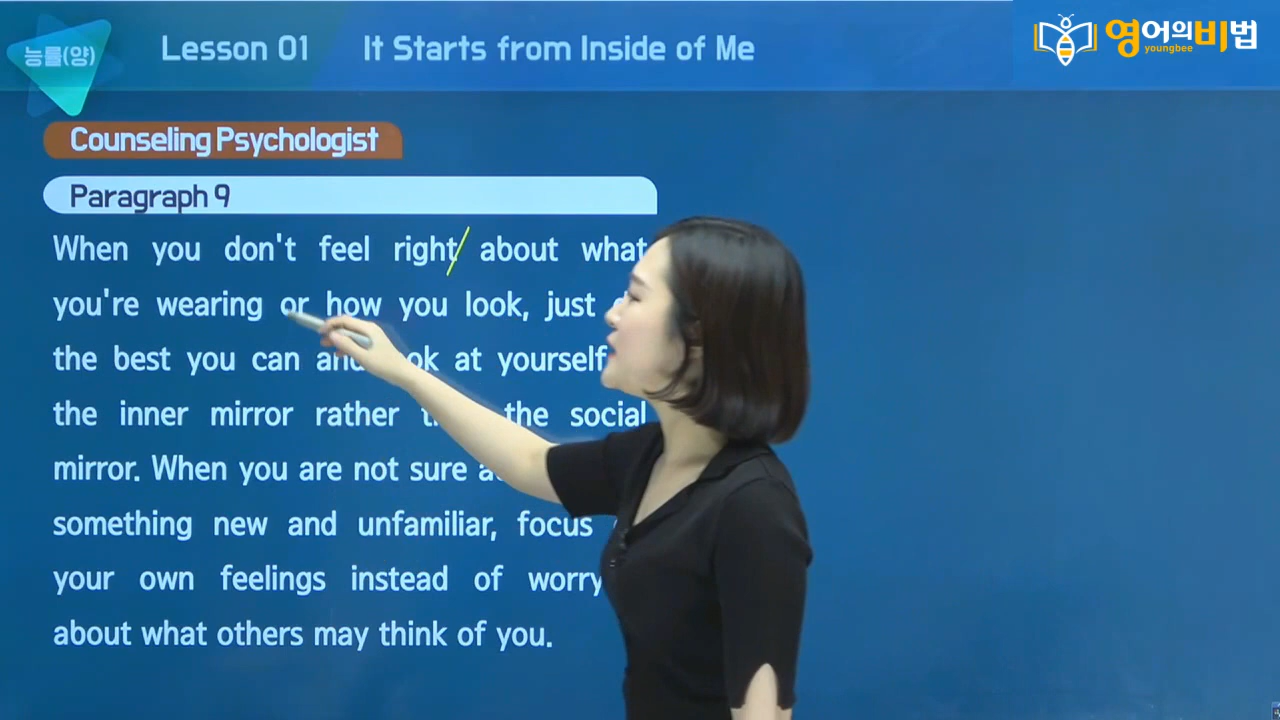 능률(양)
Lesson 01 It Starts from Inside of Me
영어의비법
youngbee
Counseling Psychologist
Paragraph 9
When you don't feel right about what
you're wearing or how you look, just
the best you can and at yourself
the inner mirror rather the social
mirror. When you are not sure
something new and unfamiliar, focus
your own feelings instead of
about what others may think of you.